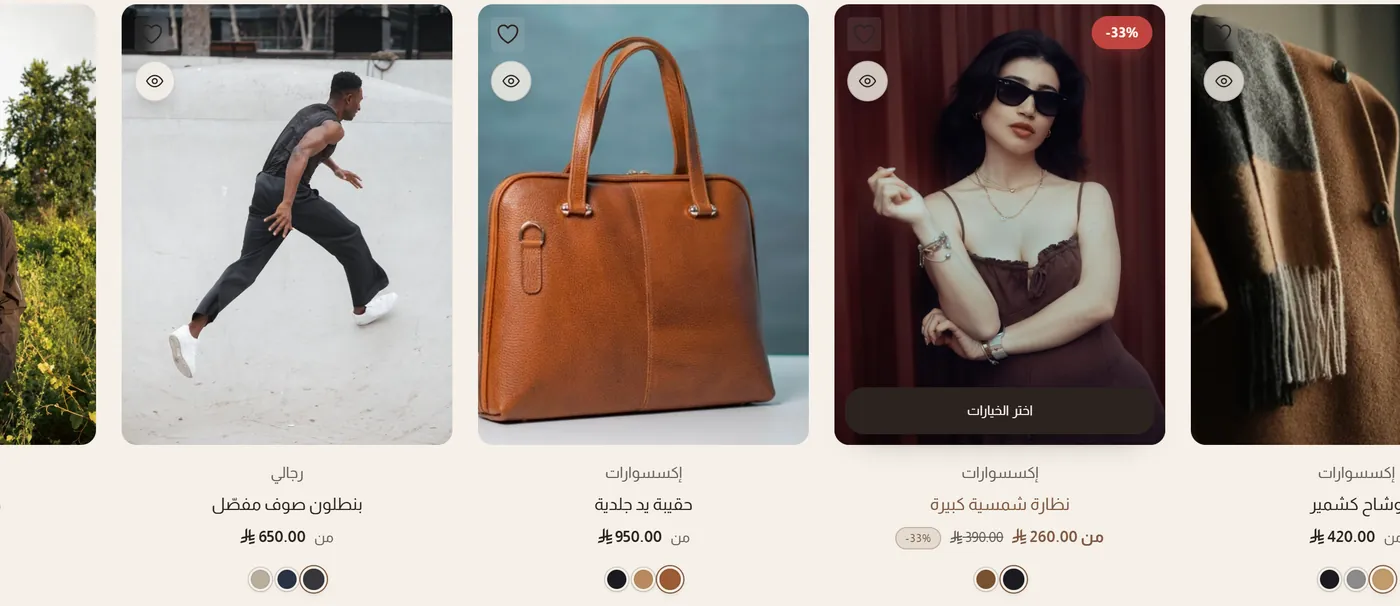 إكسسوارات
وشاح كشمير
من 420.00 ⃁
-33%
اختر الخيارات
إكسسوارات
نظارة شمسية كبيرة
من 260.00 ⃁ 390.00 ⃁ -33%
إكسسوارات
حقيبة يد جلدية
من 950.00 ⃁
رجالي
بنطلون صوف مفصّل
من 650.00 ⃁